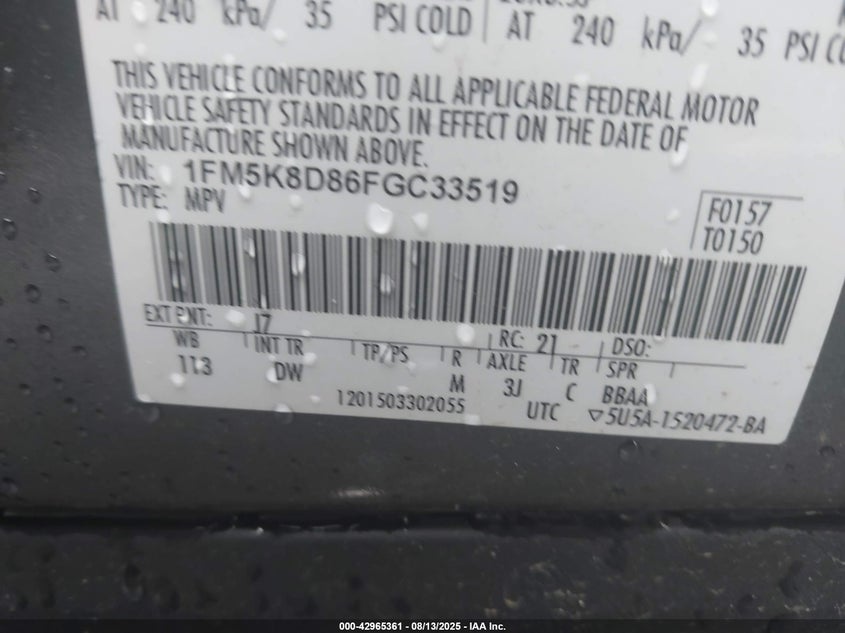 AT 240 kPa/ 35 PSI COLD AT 240 kPa/ 35 PSI
THIS VEHICLE CONFORMS TO ALL APPLICABLE FEDERAL MOTOR
VEHICLE SAFETY STANDARDS IN EFFECT ON THE DATE OF
MANUFACTURE SHOWN ABOVE.
VIN: 1FM5K8D86FGC33519
TYPE: MPV
F0157
T0150
EXT PNT: J7 RC: 21 DSO:
WB INT TR TP/PS R AXLE TR SPR
113 DW M 3J C BBAA
1201503302055 UTC ▽5U5A-1520472-BA
000-42965361 - 08/13/2025 - IAA Inc.